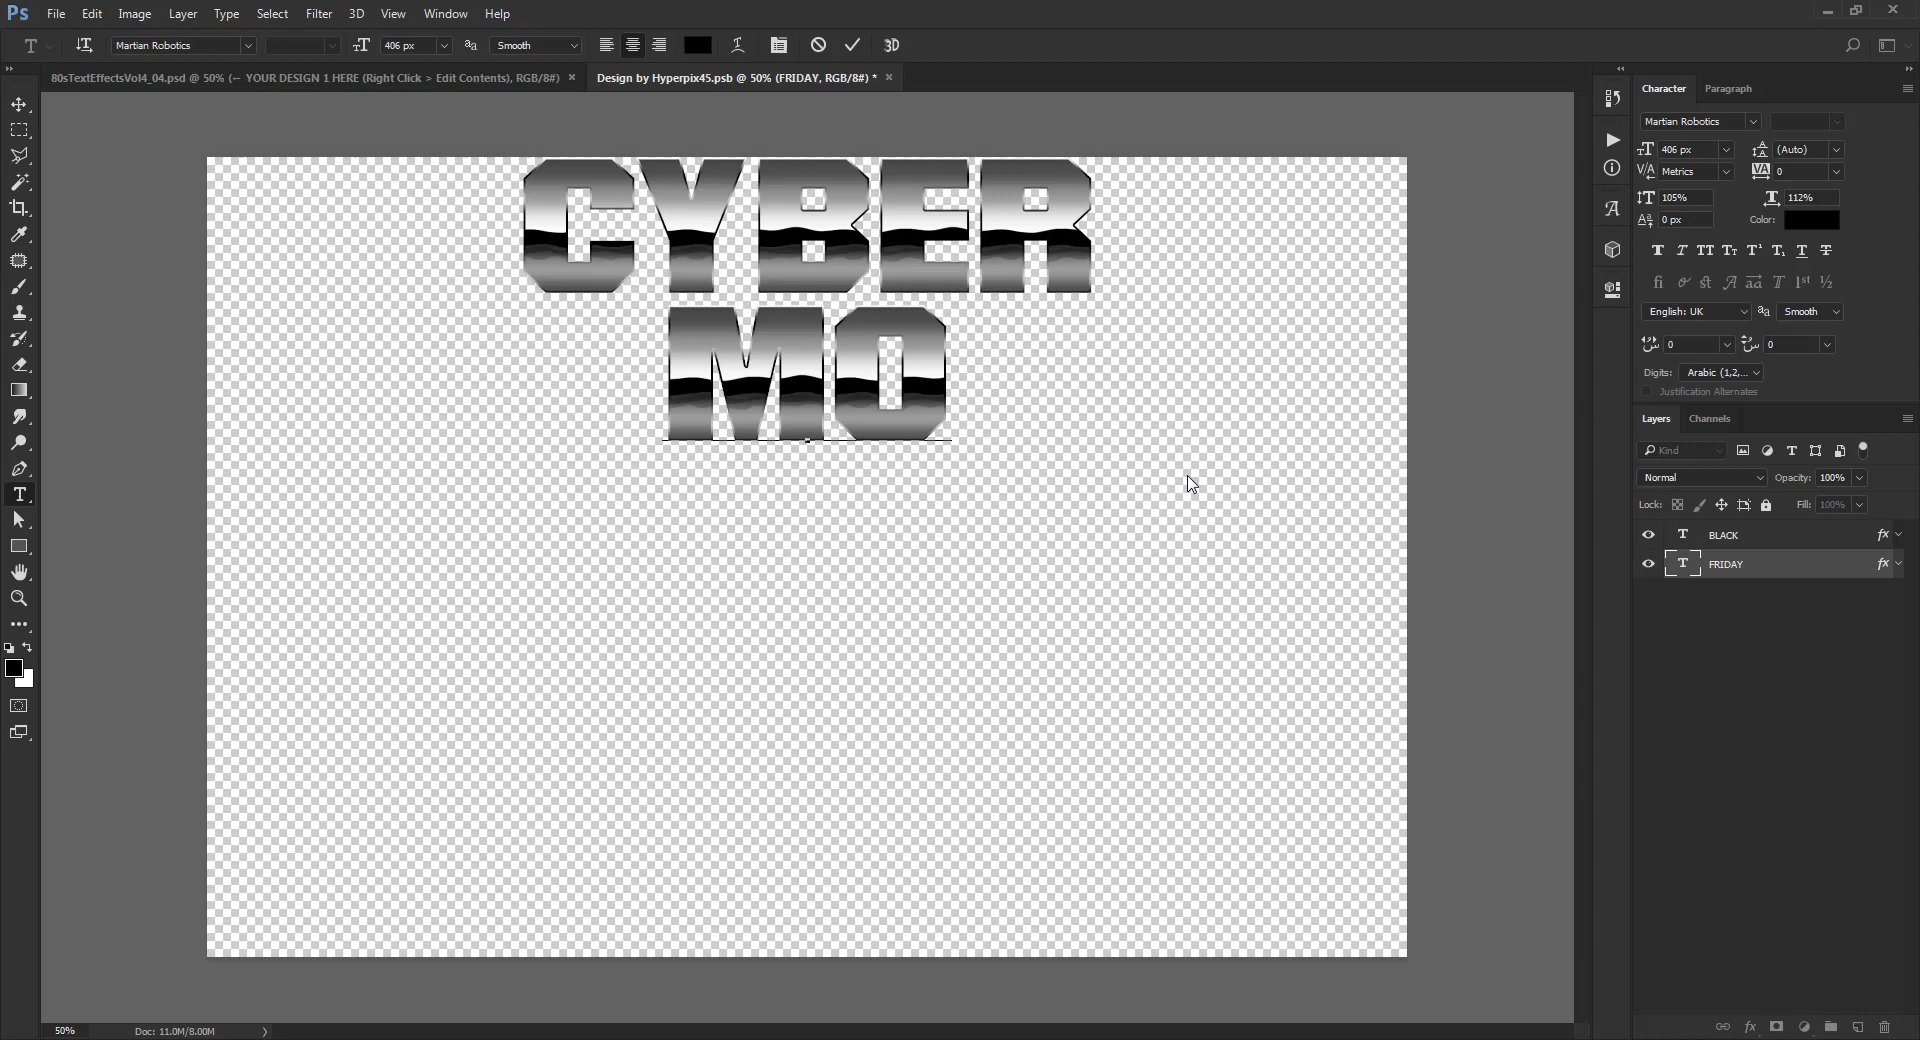 Ps File Edit Image Layer Type Select Filter 3D View Window Help
T Martian Robotics 406 px Smooth 3D
80sTextEffectsVol4_04.psd @ 50% (← YOUR DESIGN 1 HERE (Right Click > Edit Contents), RGB/8#) × Design by Hyperpix45.psb @ 50% (FRIDAY, RGB/8#) * ×
CYBER
MO
Character Paragraph
Martian Robotics
406 px (Auto)
Metrics 0
105% 112%
0 px Color:
English: UK Smooth
0 0
Digits: Arabic (1,2,...
Justification Alternates
Layers Channels
Kind
Normal Opacity: 100%
Lock: Fill: 100%
T BLACK fx
T FRIDAY fx
50% Doc: 11.0M/8.00M